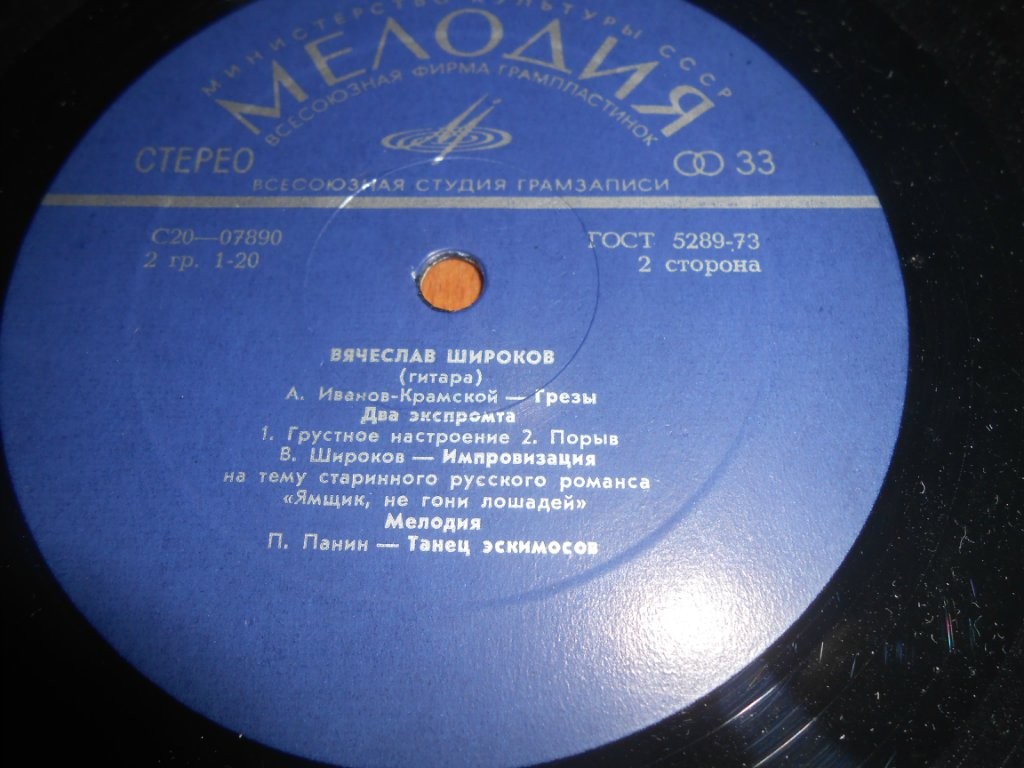 МИНИСТЕРСТВО КУЛЬТУРЫ СССР
МЕЛОДИЯ
ВСЕСОЮЗНАЯ ФИРМА ГРАМПЛАСТИНОК
СТЕРЕО 33
ВСЕСОЮЗНАЯ СТУДИЯ ГРАМЗАПИСИ
С20—07890 ГОСТ 5289-73
2 гр. 1-20 2 сторона
ВЯЧЕСЛАВ ШИРОКОВ
(гитара)
А. Иванов-Крамской — Грезы
Два экспромта
1. Грустное настроение 2. Порыв
В. Широков — Импровизация
на тему старинного русского романса
«Ямщик, не гони лошадей»
Мелодия
П. Панин — Танец эскимосов